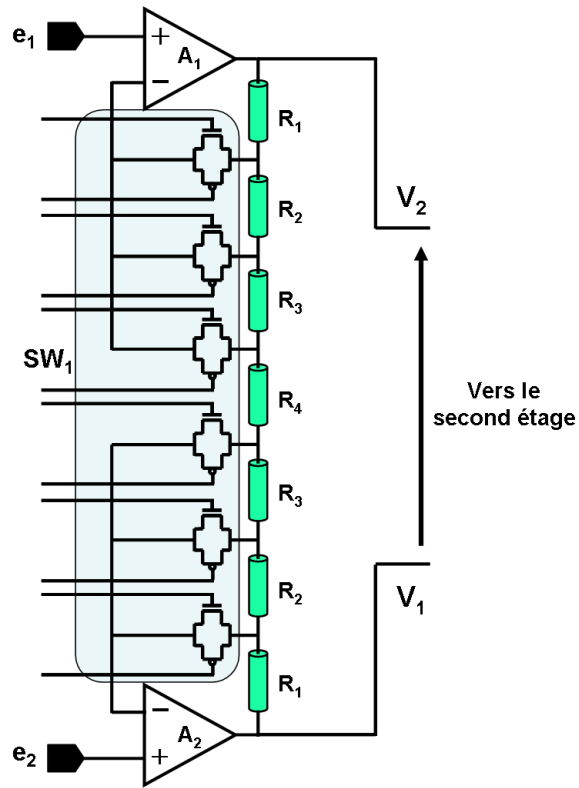 e1
+
A1
−
R1
R2
V2
R3
SW1
R4
Vers le
second étage
R3
R2
V1
R1
−
A2
e2
+